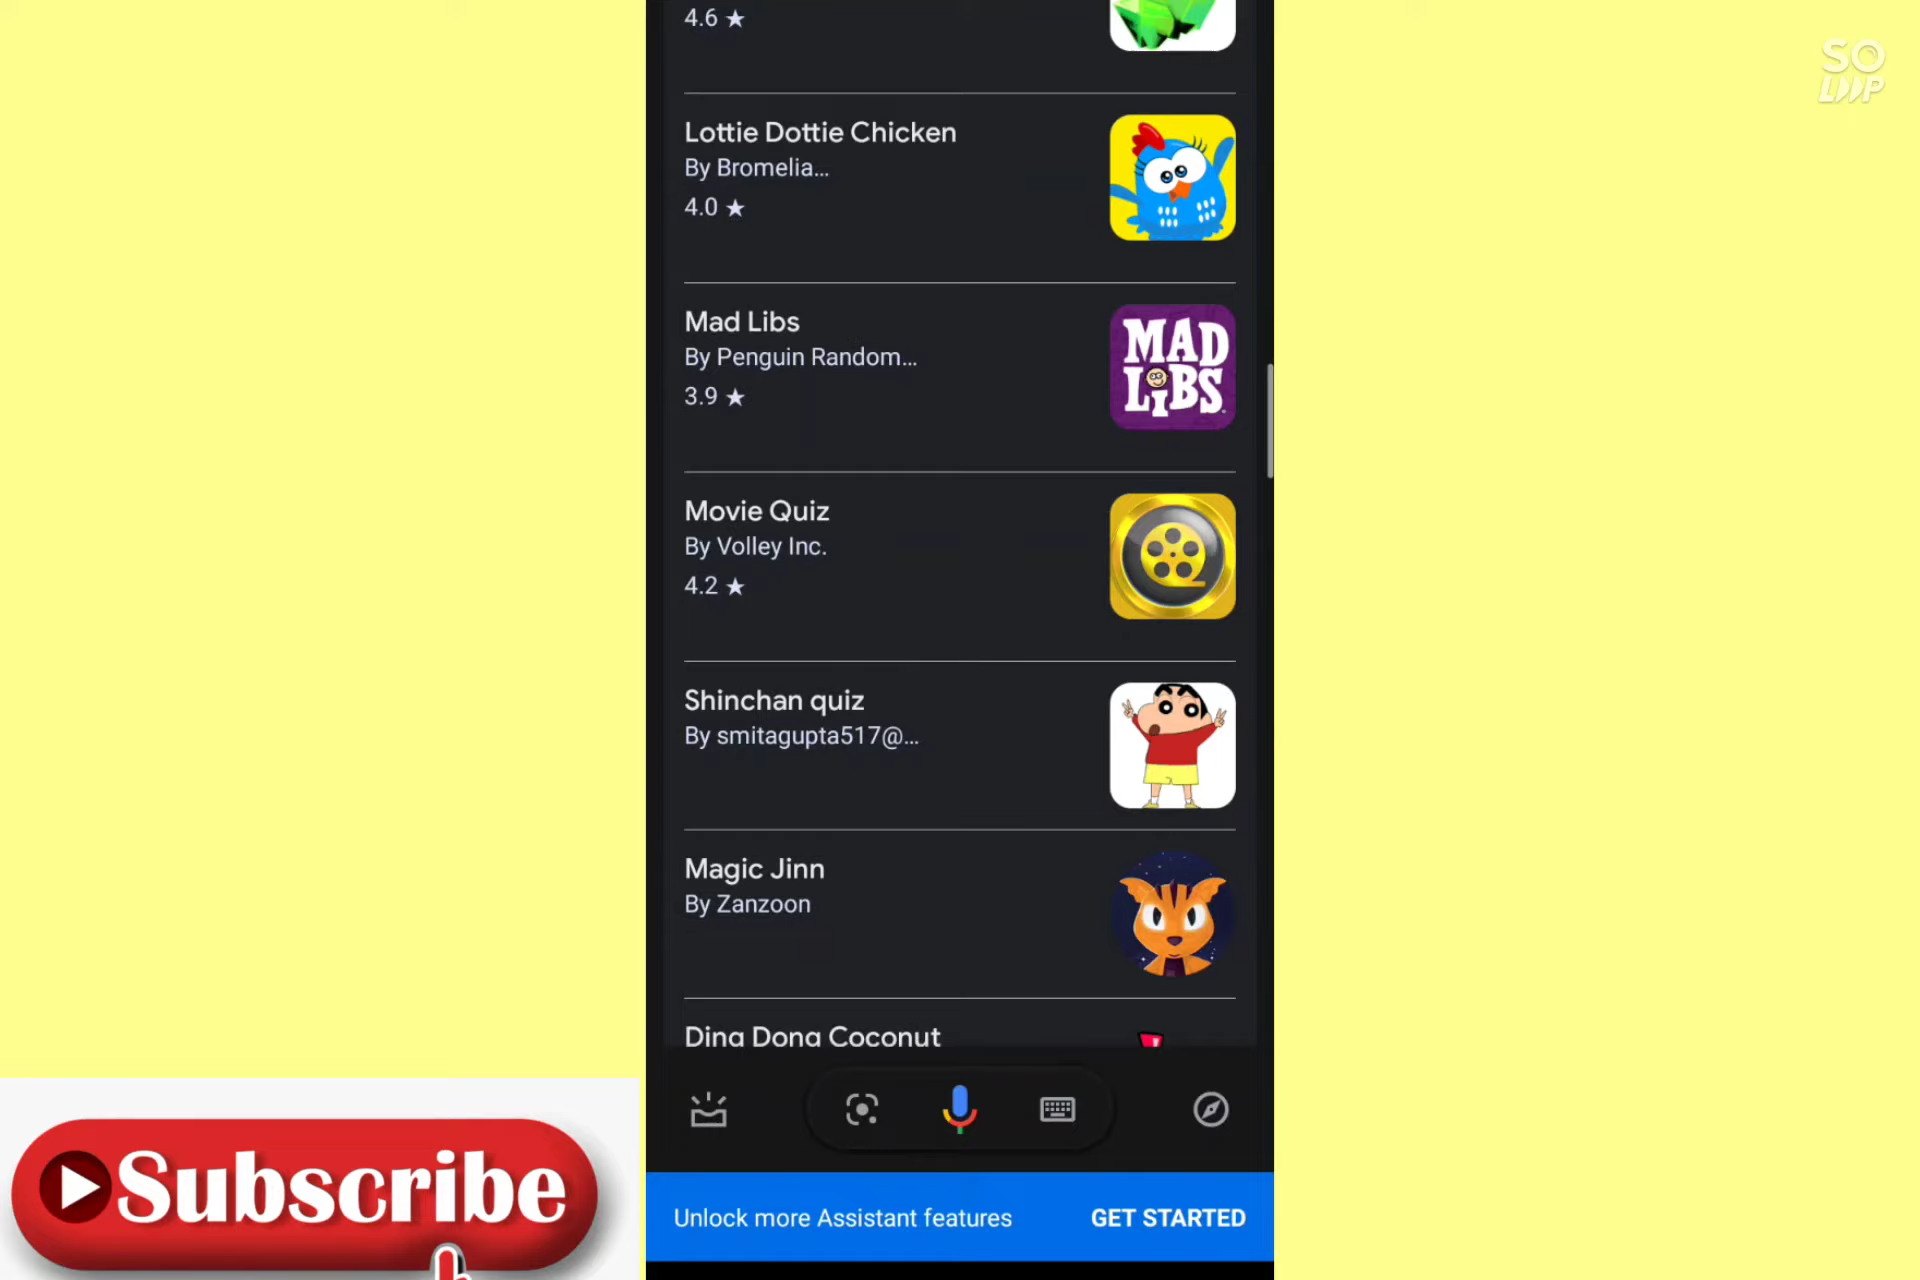 4.6 ★
SO
LOOP
Lottie Dottie Chicken
By Bromelia...
4.0 ★
Mad Libs
By Penguin Random...
3.9 ★
MAD
LiBS
Movie Quiz
By Volley Inc.
4.2 ★
Shinchan quiz
By smitagupta517@...
Magic Jinn
By Zanzoon
Ding Dong Coconut
Subscribe
Unlock more Assistant features
GET STARTED